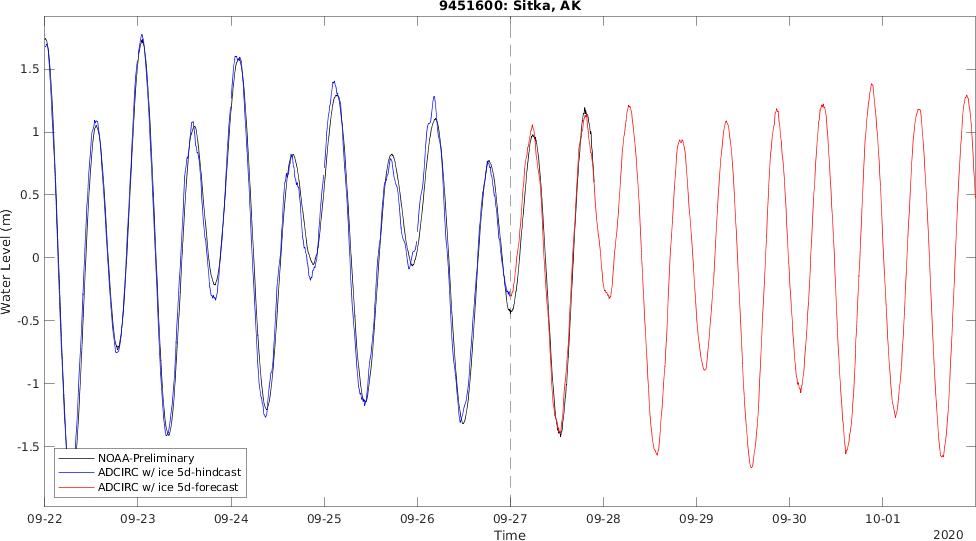 9451600: Sitka, AK
Water Level (m)
1.5
1
0.5
0
-0.5
-1
-1.5
NOAA-Preliminary
ADCIRC w/ ice 5d-hindcast
ADCIRC w/ ice 5d-forecast
09-22 09-23 09-24 09-25 09-26 09-27 09-28 09-29 09-30 10-01
Time
2020